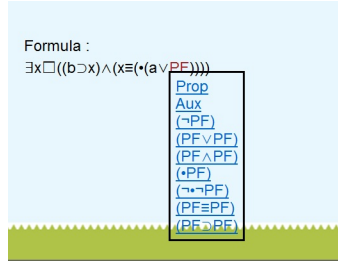 Formula :
∃x□((b⊃x)∧(x≡(•(a∨PF))))
Prop
Aux
(¬PF)
(PF∨PF)
(PF∧PF)
(•PF)
(¬•¬PF)
(PF≡PF)
(PF⊃PF)